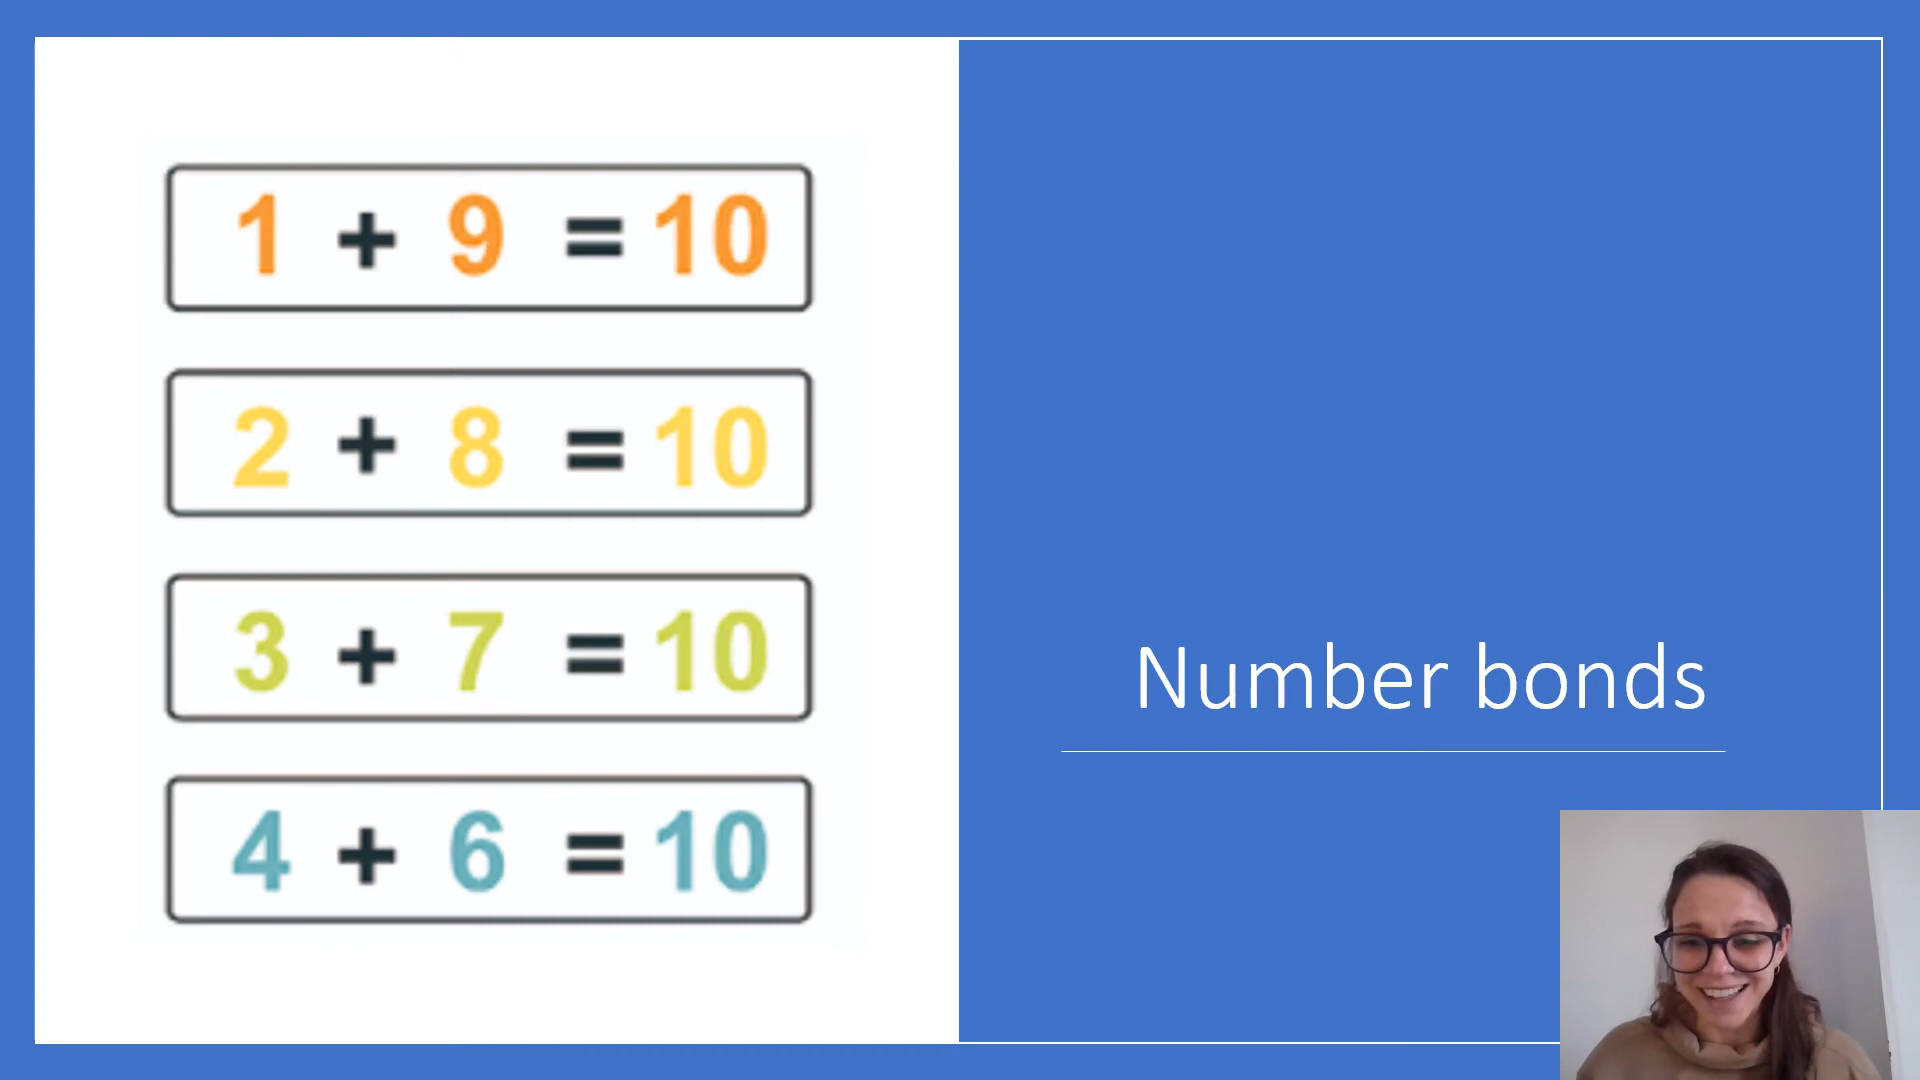 1 + 9 = 10
2 + 8 = 10
3 + 7 = 10
4 + 6 = 10
Number bonds